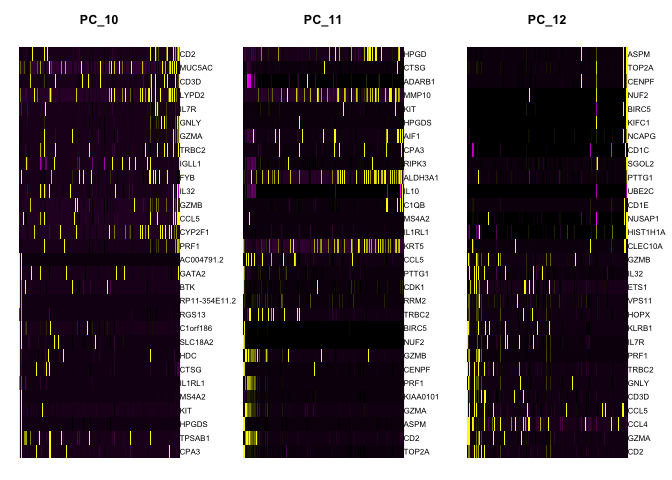 PC_10
CD2
MUC5AC
CD3D
LYPD2
IL7R
GNLY
GZMA
TRBC2
IGLL1
FYB
IL32
GZMB
CCL5
CYP2F1
PRF1
AC004791.2
GATA2
BTK
RP11-354E11.2
RGS13
C1orf186
SLC18A2
HDC
CTSG
IL1RL1
MS4A2
KIT
HPGDS
TPSAB1
CPA3
PC_11
HPGD
CTSG
ADARB1
MMP10
KIT
HPGDS
AIF1
CPA3
RIPK3
ALDH3A1
IL10
C1QB
MS4A2
IL1RL1
KRT5
CCL5
PTTG1
CDK1
RRM2
TRBC2
BIRC5
NUF2
GZMB
CENPF
PRF1
KIAA0101
GZMA
ASPM
CD2
TOP2A
PC_12
ASPM
TOP2A
CENPF
NUF2
BIRC5
KIFC1
NCAPG
CD1C
SGOL2
PTTG1
UBE2C
CD1E
NUSAP1
HIST1H1A
CLEC10A
GZMB
IL32
ETS1
VPS11
HOPX
KLRB1
IL7R
PRF1
TRBC2
GNLY
CD3D
CCL5
CCL4
GZMA
CD2